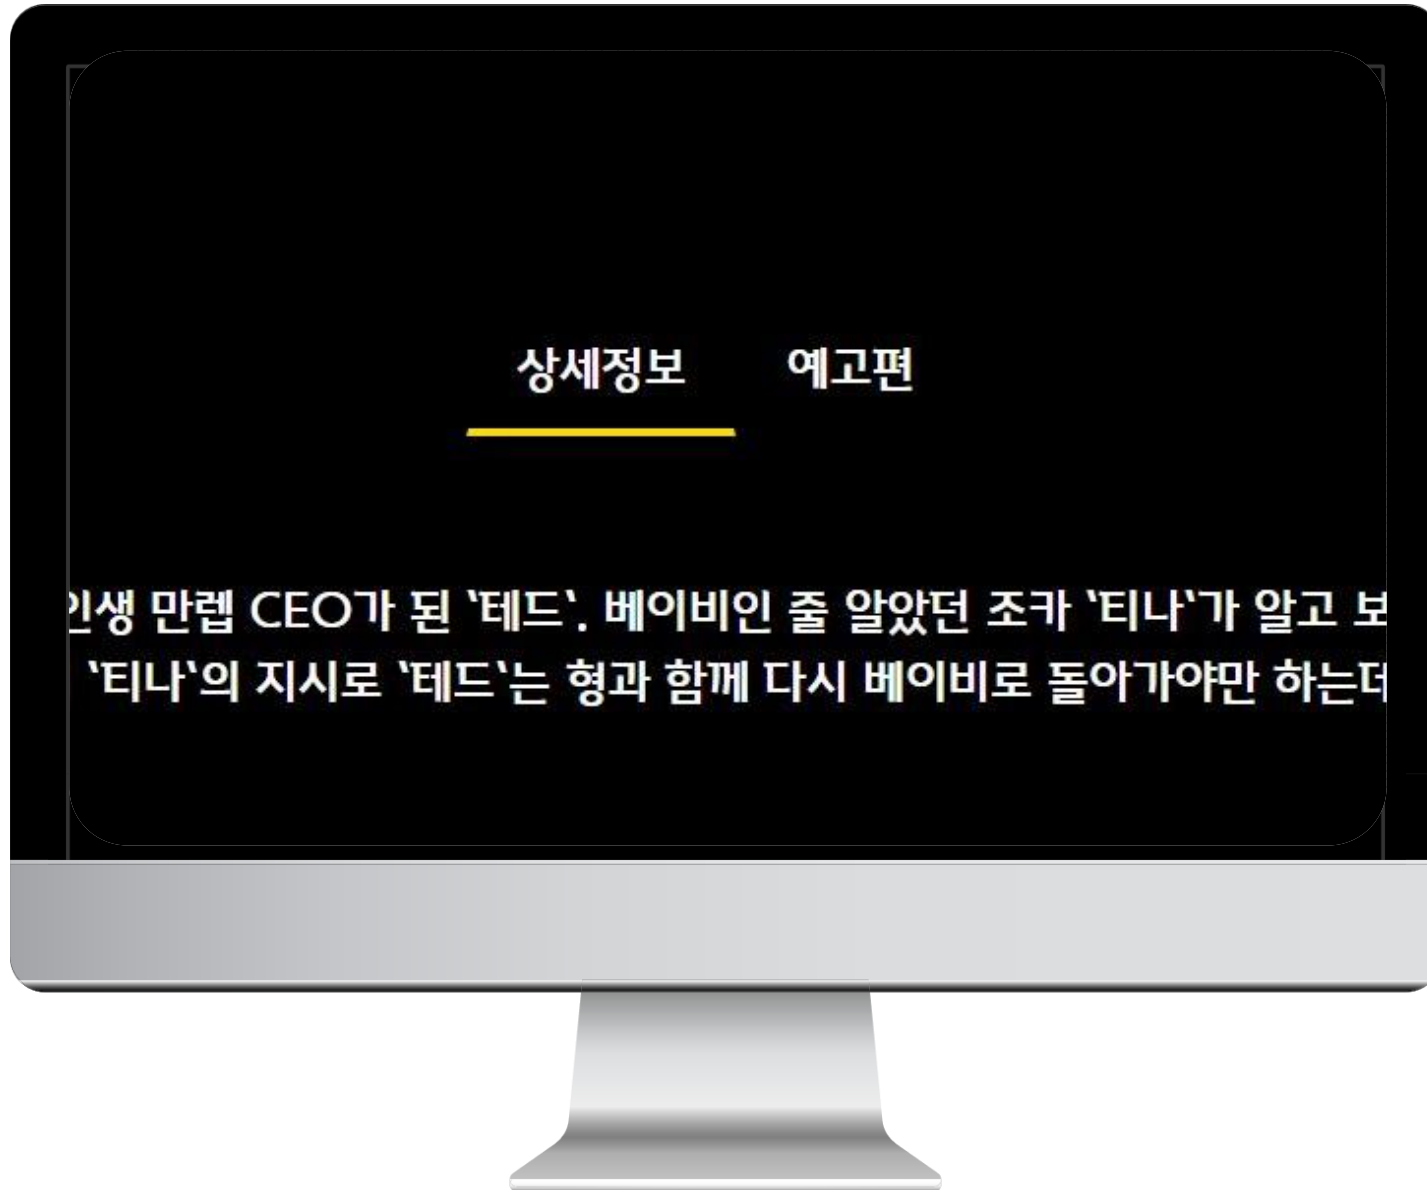 상세정보 예고편
인생 만렙 CEO가 된 `테드`. 베이비인 줄 알았던 조카 `티나`가 알고 보
`티나`의 지시로 `테드`는 형과 함께 다시 베이비로 돌아가야만 하는데